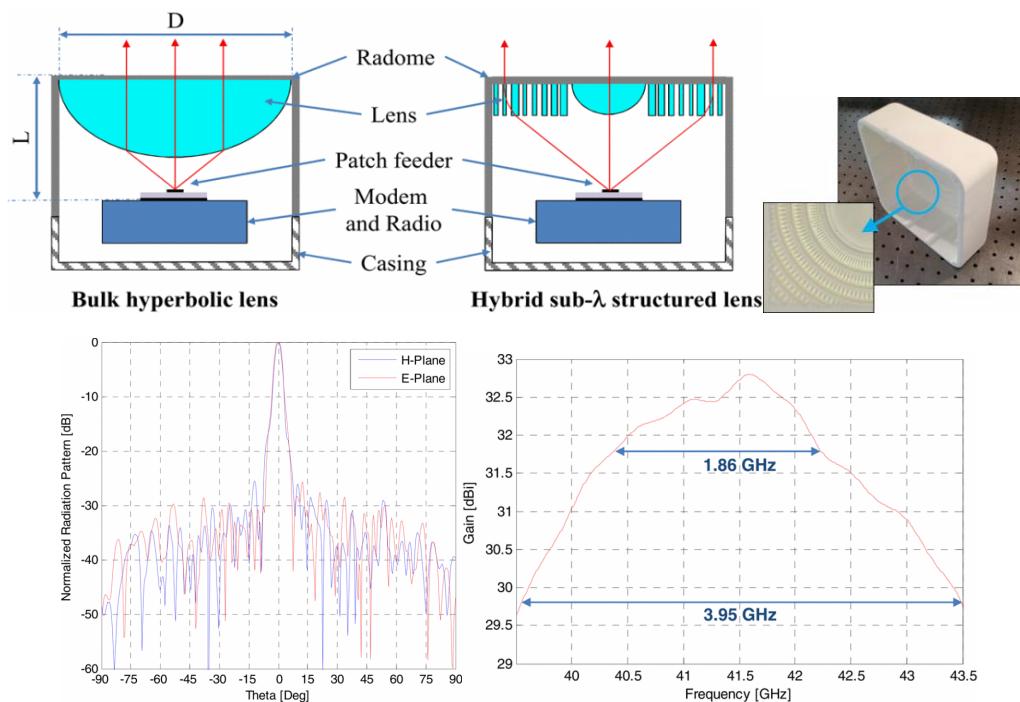 D
L
Radome
Lens
Patch feeder
Modem
and Radio
Casing
Bulk hyperbolic lens
Hybrid sub-λ structured lens
0
-10
-20
-30
-40
-50
-60
Normalized Radiation Pattern [dB]
H-Plane
E-Plane
-90 -75 -60 -45 -30 -15 0 15 30 45 60 75 90
Theta [Deg]
33
32.5
32
31.5
31
30.5
30
29.5
29
Gain [dBi]
1.86 GHz
3.95 GHz
40 40.5 41 41.5 42 42.5 43 43.5
Frequency [GHz]